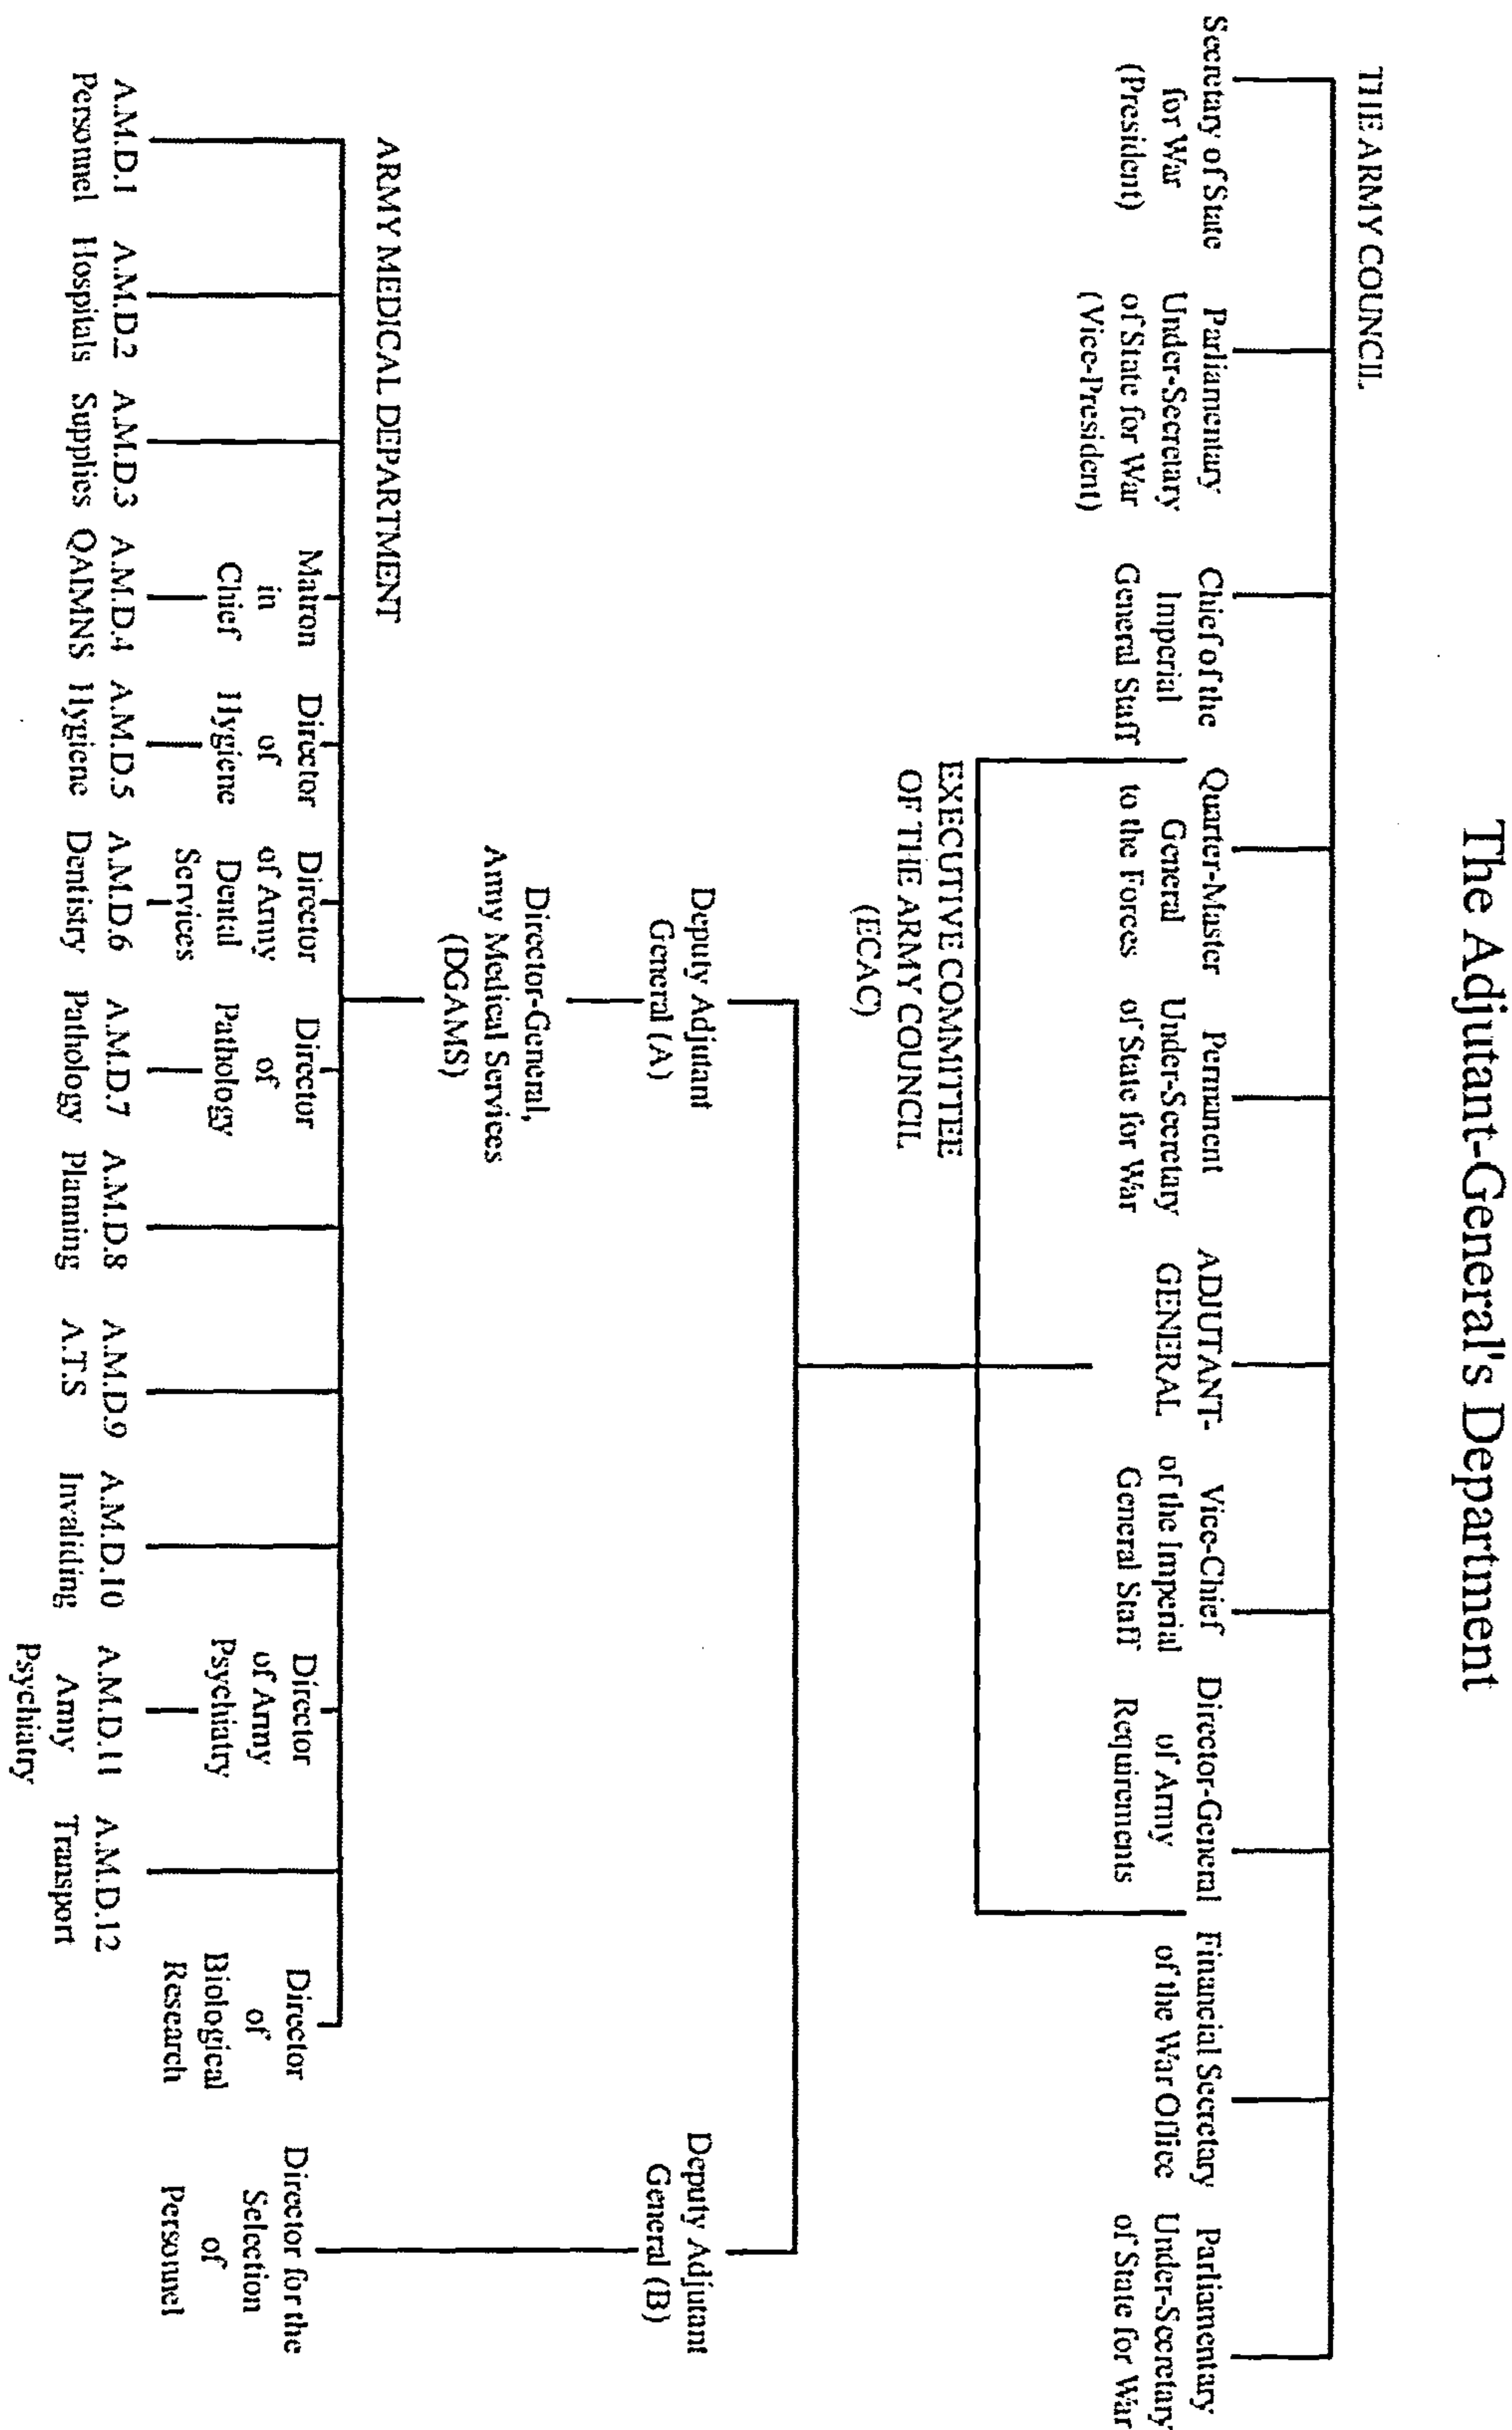 The Adjutant-General's Department
THE ARMY COUNCIL
Secretary of State
for War
(President)
Parliamentary
Under-Secretary
of State for War
(Vice-President)
Chief of the
Imperial
General Staff
Quarter-Master
General
to the Forces
Permanent
Under-Secretary
of State for War
ADJUTANT-
GENERAL
Vice-Chief
of the Imperial
General Staff
Director-General
of Army
Requirements
Financial Secretary
of the War Office
Parliamentary
Under-Secretary
of State for War
EXECUTIVE COMMITTEE
OF THE ARMY COUNCIL
(ECAC)
Deputy Adjutant
General (A)
Deputy Adjutant
General (B)
Director-General,
Army Medical Services
(DGAMS)
ARMY MEDICAL DEPARTMENT
A.M.D.1
Personnel
A.M.D.2
Hospitals
A.M.D.3
Supplies
Matron
in
Chief
A.M.D.4
QAIMNS
Director
of
Hygiene
A.M.D.5
Hygiene
Director
of Army
Dental
Services
A.M.D.6
Dentistry
Director
of
Pathology
A.M.D.7
Pathology
A.M.D.8
Planning
A.M.D.9
A.T.S
A.M.D.10
Invaliding
Director
of Army
Psychiatry
A.M.D.11
Army
Psychiatry
A.M.D.12
Transport
Director
of
Biological
Research
Director for the
Selection
of
Personnel